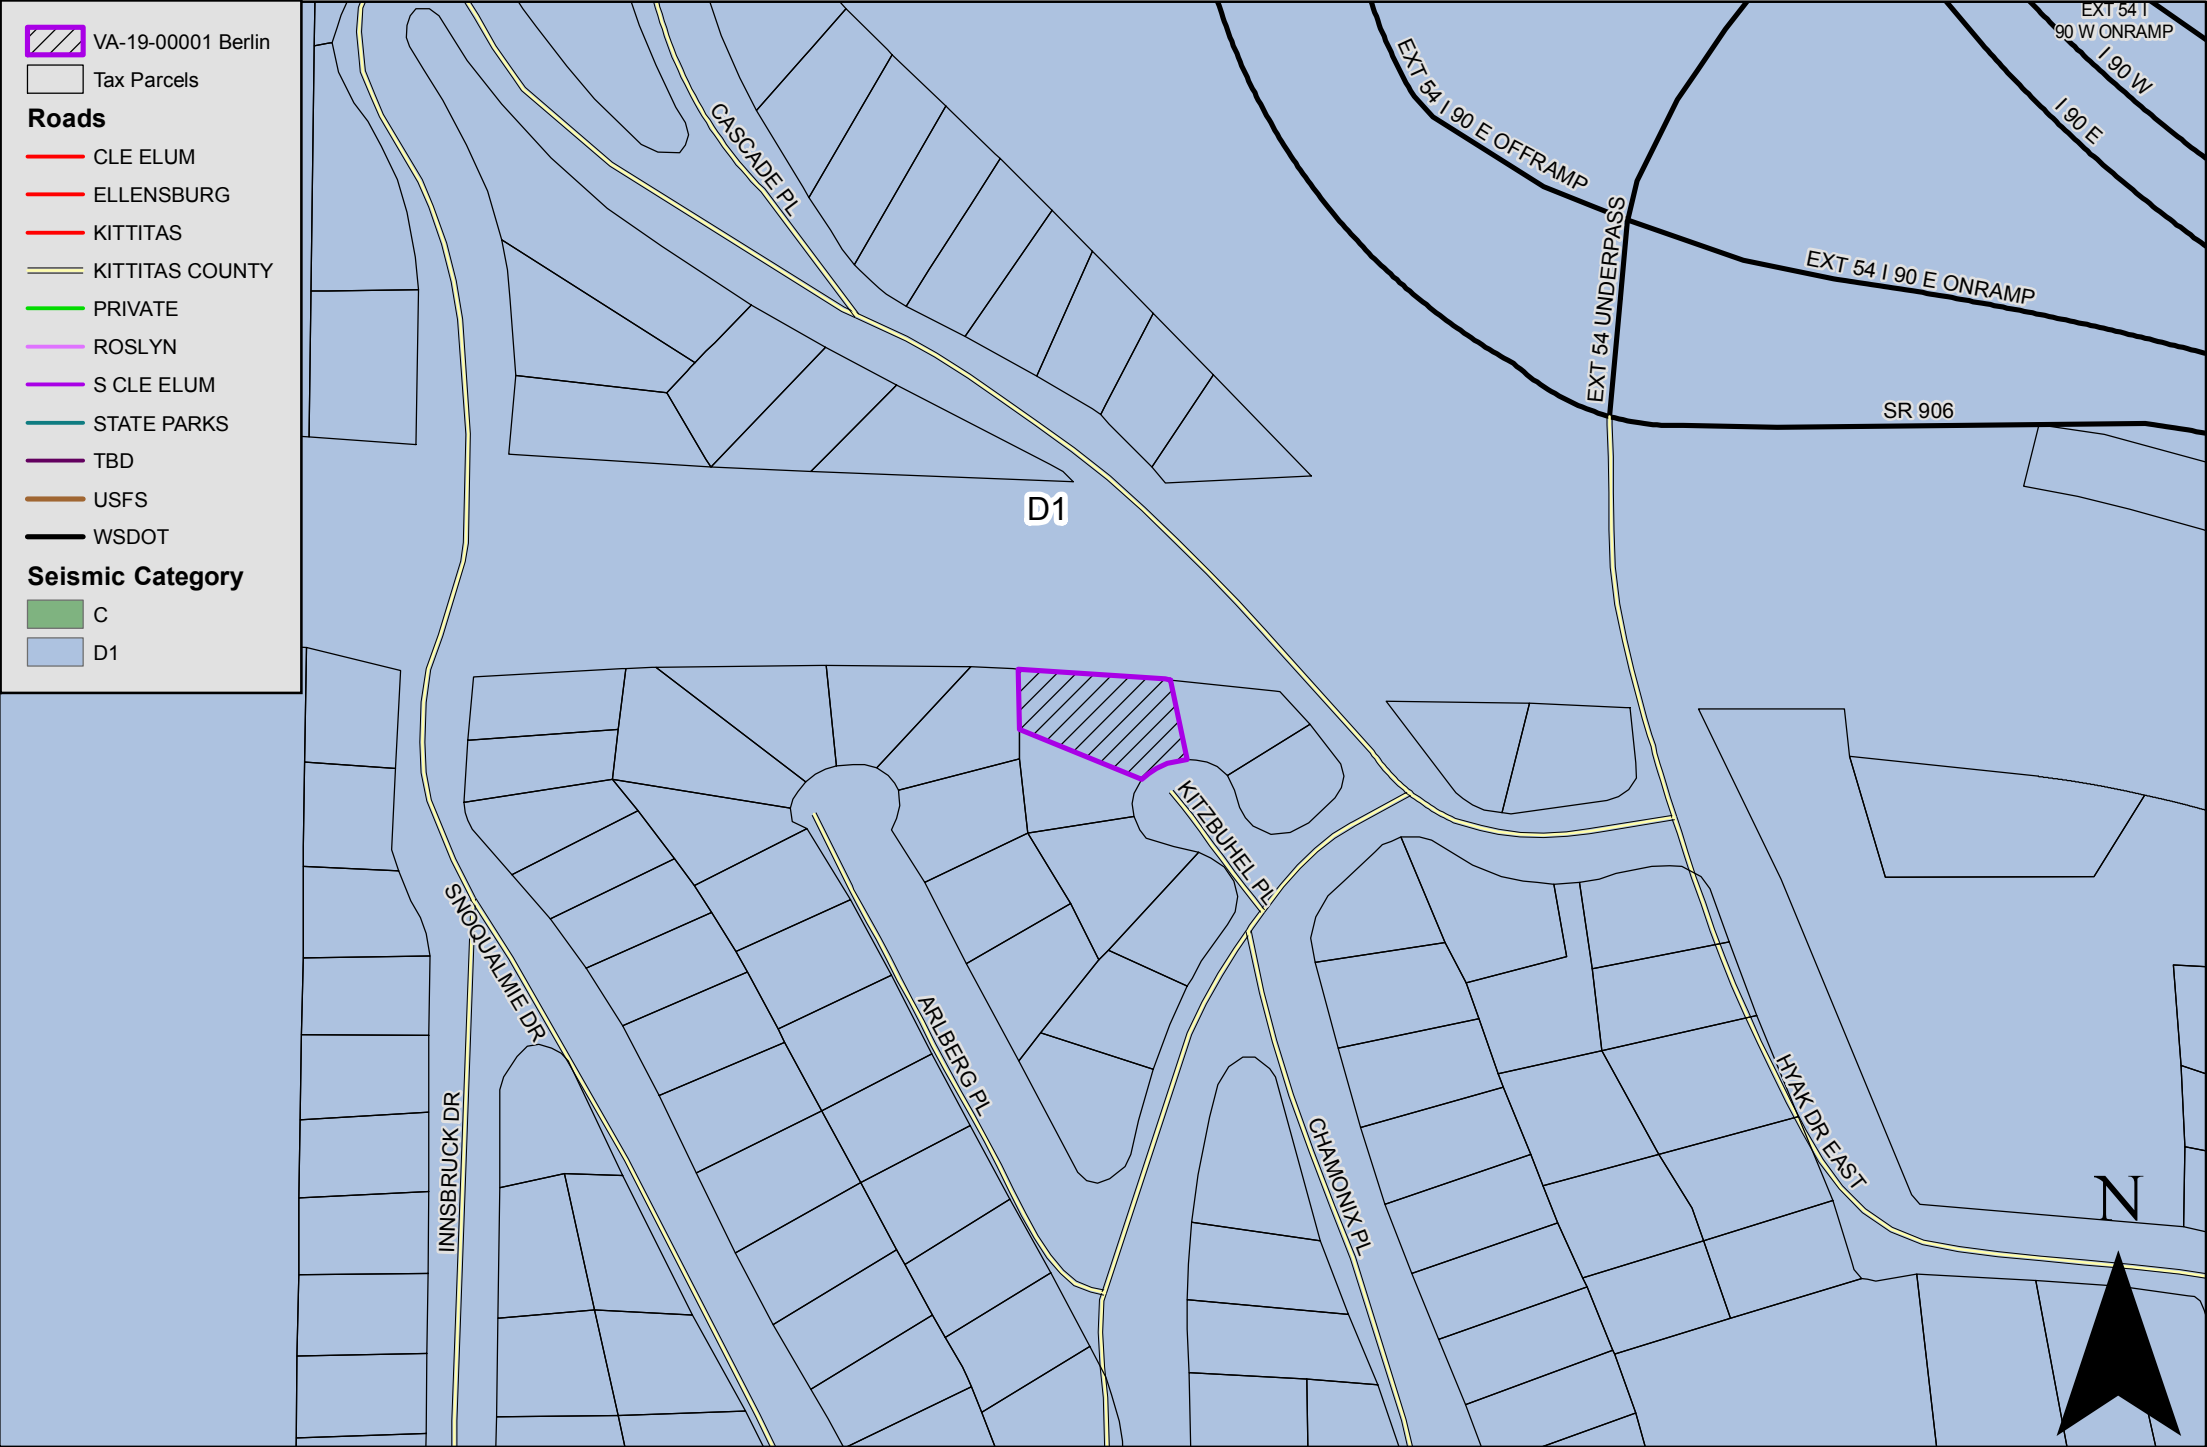 VA-19-00001 Berlin
Tax Parcels
Roads
CLE ELUM
ELLENSBURG
KITTITAS
KITTITAS COUNTY
PRIVATE
ROSLYN
S CLE ELUM
STATE PARKS
TBD
USFS
WSDOT
Seismic Category
C
D1
EXT 54 I
90 W ONRAMP
I 90 W
I 90 E
EXT 54 I 90 E OFFRAMP
CASCADE PL
EXT 54 UNDERPASS
EXT 54 I 90 E ONRAMP
SR 906
D1
KITZBUHEL PL
SNOQUALMIE DR
ARLBERG PL
INNSBRUCK DR
CHAMONIX PL
HYAK DR EAST
N